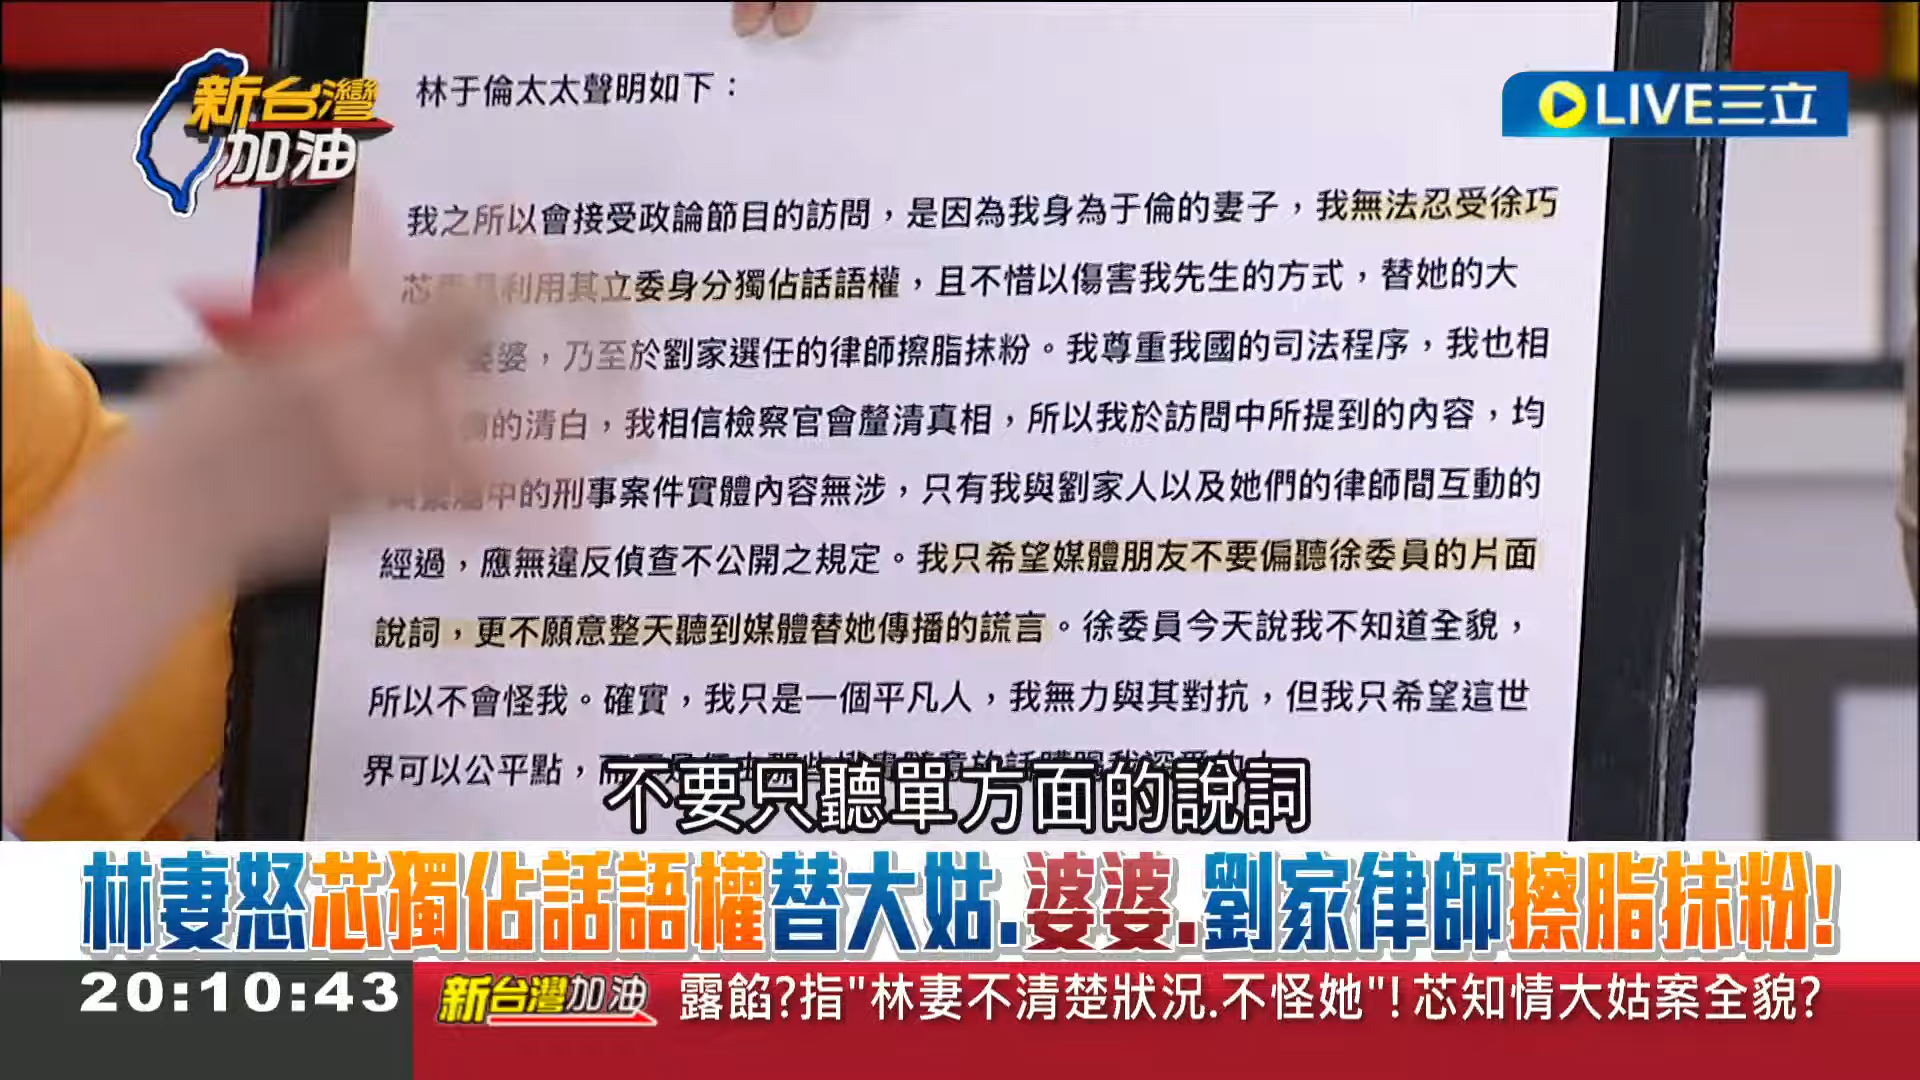 新台灣加油
LIVE三立
林于倫太太聲明如下：
我之所以會接受政論節目的訪問，是因為我身為于倫的妻子，我無法忍受徐巧
芯 利用其立委身分獨佔話語權，且不惜以傷害我先生的方式，替她的大
婆，乃至於劉家選任的律師擦脂抹粉。我尊重我國的司法程序，我也相
的清白，我相信檢察官會釐清真相，所以我於訪問中所提到的內容，均
中的刑事案件實體內容無涉，只有我與劉家人以及她們的律師間互動的
經過，應無違反偵查不公開之規定。我只希望媒體朋友不要偏聽徐委員的片面
說詞，更不願意整天聽到媒體替她傳播的謊言。徐委員今天說我不知道全貌，
所以不會怪我。確實，我只是一個平凡人，我無力與其對抗，但我只希望這世
界可以公平點，
不要只聽單方面的說詞
林妻怒芯獨佔話語權替大姑.婆婆.劉家律師擦脂抹粉!
20:10:43
新台灣加油
露餡?指"林妻不清楚狀況.不怪她"!芯知情大姑案全貌?